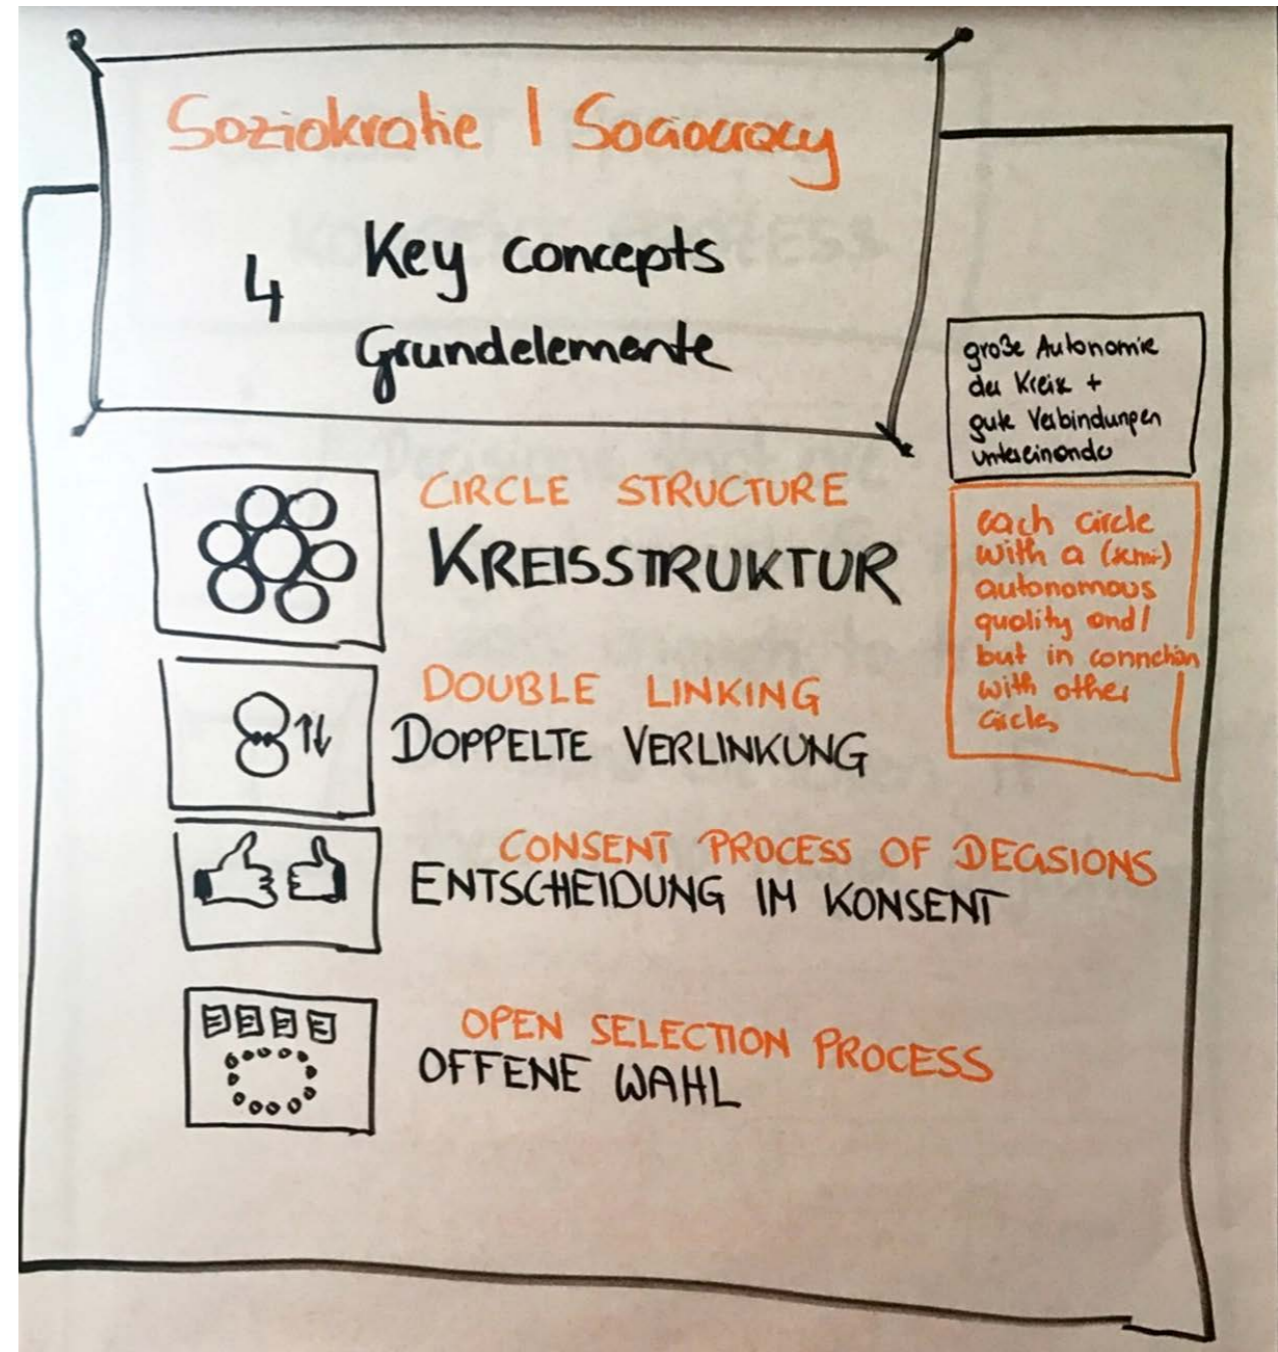 Soziokratie | Sociocracy
4 Key concepts
Grundelemente
große Autonomie
der Kreise +
gute Verbindungen
untereinander
CIRCLE STRUCTURE
KREISSTRUKTUR
each circle
with a (semi)
autonomous
quality and/
but in connection
with other
circles
DOUBLE LINKING
DOPPELTE VERLINKUNG
CONSENT PROCESS OF DECISIONS
ENTSCHEIDUNG IM KONSENT
OPEN SELECTION PROCESS
OFFENE WAHL